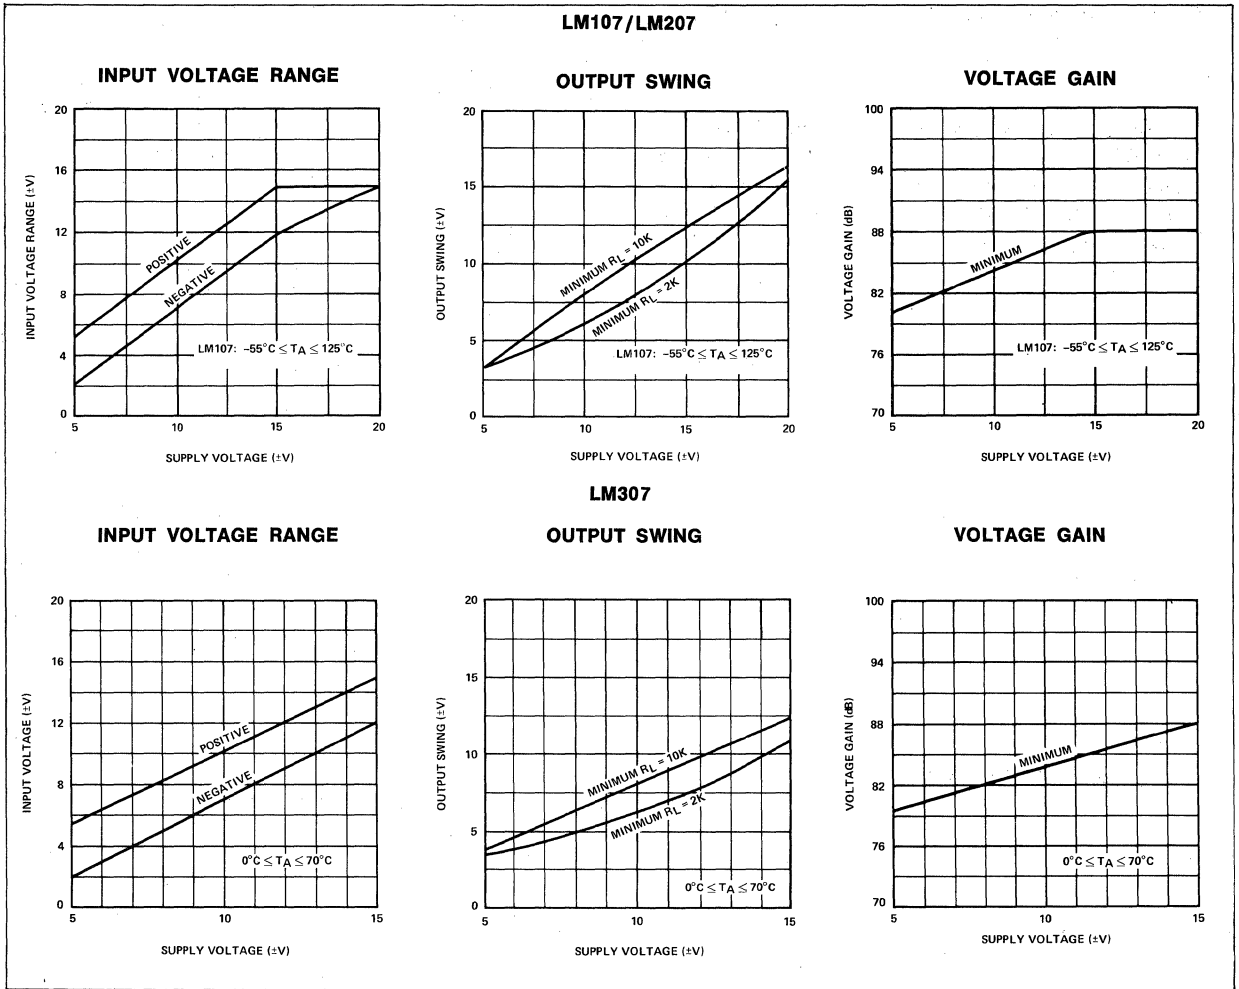 LM107/LM207
INPUT VOLTAGE RANGE
OUTPUT SWING
VOLTAGE GAIN
INPUT VOLTAGE RANGE (±V)
20
16
12
8
4
0
POSITIVE
NEGATIVE
LM107: –55°C ≤ TA ≤ 125°C
5
10
15
20
SUPPLY VOLTAGE (±V)
OUTPUT SWING (±V)
20
15
10
5
0
MINIMUM RL = 10K
MINIMUM RL = 2K
LM107: –55°C ≤ TA ≤ 125°C
5
10
15
20
SUPPLY VOLTAGE (±V)
VOLTAGE GAIN (dB)
100
94
88
82
76
70
MINIMUM
LM107: –55°C ≤ TA ≤ 125°C
5
10
15
20
SUPPLY VOLTAGE (±V)
LM307
INPUT VOLTAGE RANGE
OUTPUT SWING
VOLTAGE GAIN
INPUT VOLTAGE (±V)
20
16
12
8
4
0
POSITIVE
NEGATIVE
0°C ≤ TA ≤ 70°C
5
10
15
SUPPLY VOLTAGE (±V)
OUTPUT SWING (±V)
20
15
10
5
0
MINIMUM RL = 10K
MINIMUM RL = 2K
0°C ≤ TA ≤ 70°C
5
10
15
SUPPLY VOLTAGE (±V)
VOLTAGE GAIN (dB)
100
94
88
82
76
70
MINIMUM
0°C ≤ TA ≤ 70°C
5
10
15
SUPPLY VOLTAGE (±V)